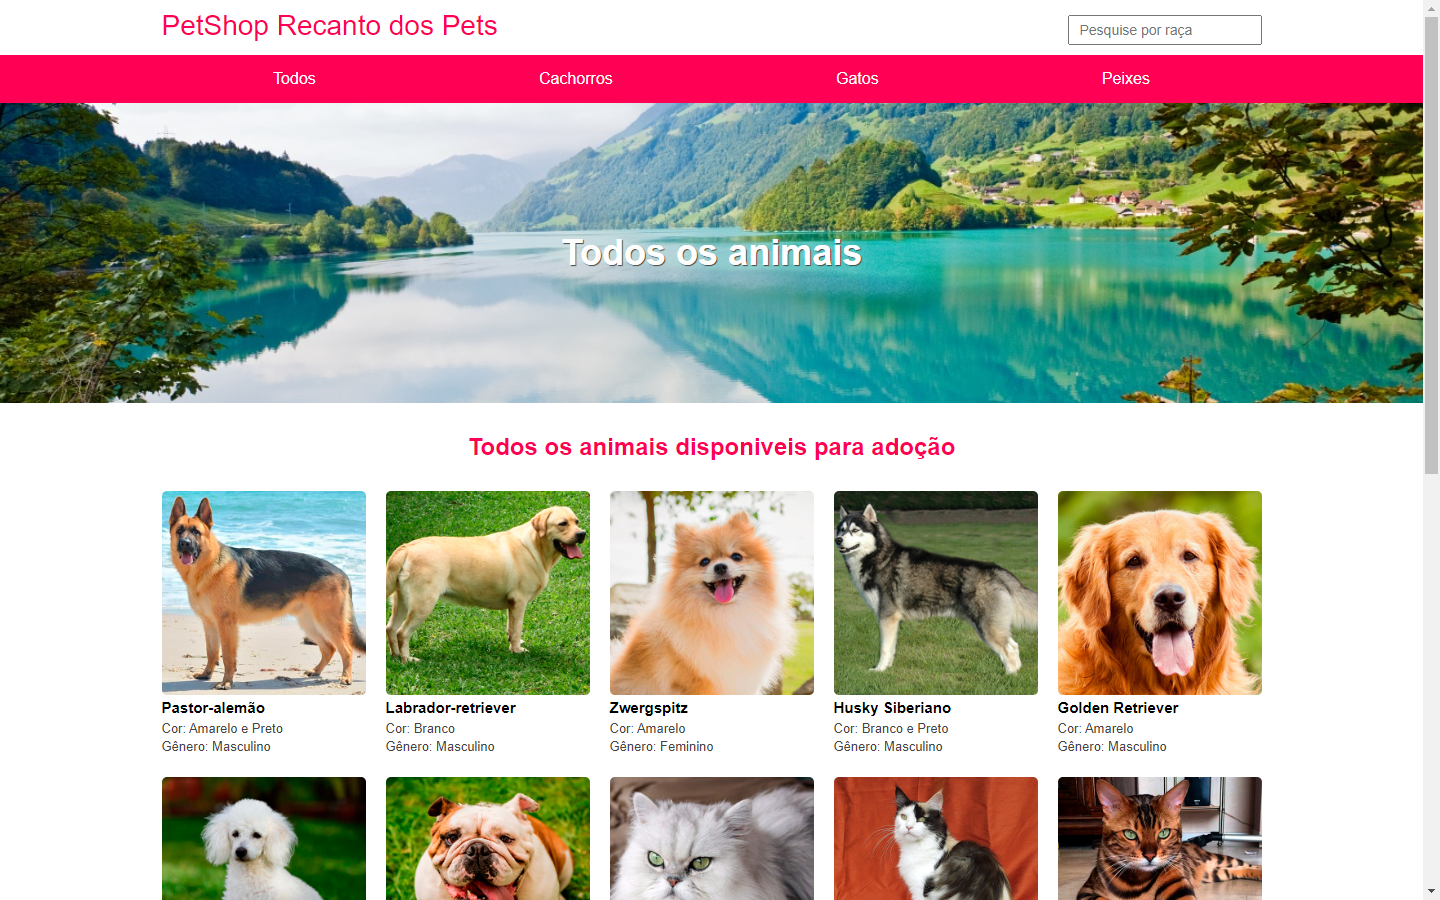 PetShop Recanto dos Pets
Pesquise por raça
Todos
Cachorros
Gatos
Peixes
Todos os animais
Todos os animais disponiveis para adoção
Pastor-alemão
Cor: Amarelo e Preto
Gênero: Masculino
Labrador-retriever
Cor: Branco
Gênero: Masculino
Zwergspitz
Cor: Amarelo
Gênero: Feminino
Husky Siberiano
Cor: Branco e Preto
Gênero: Masculino
Golden Retriever
Cor: Amarelo
Gênero: Masculino